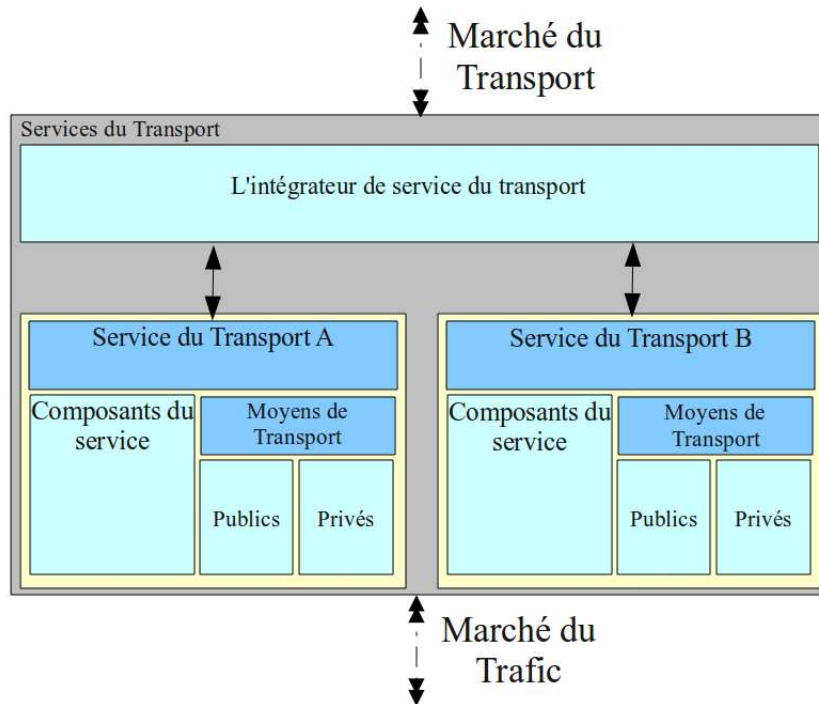 Marché du
Transport
Services du Transport
L'intégrateur de service du transport
Service du Transport A
Composants du
service
Moyens de
Transport
Publics
Privés
Service du Transport B
Composants du
service
Moyens de
Transport
Publics
Privés
Marché du
Trafic